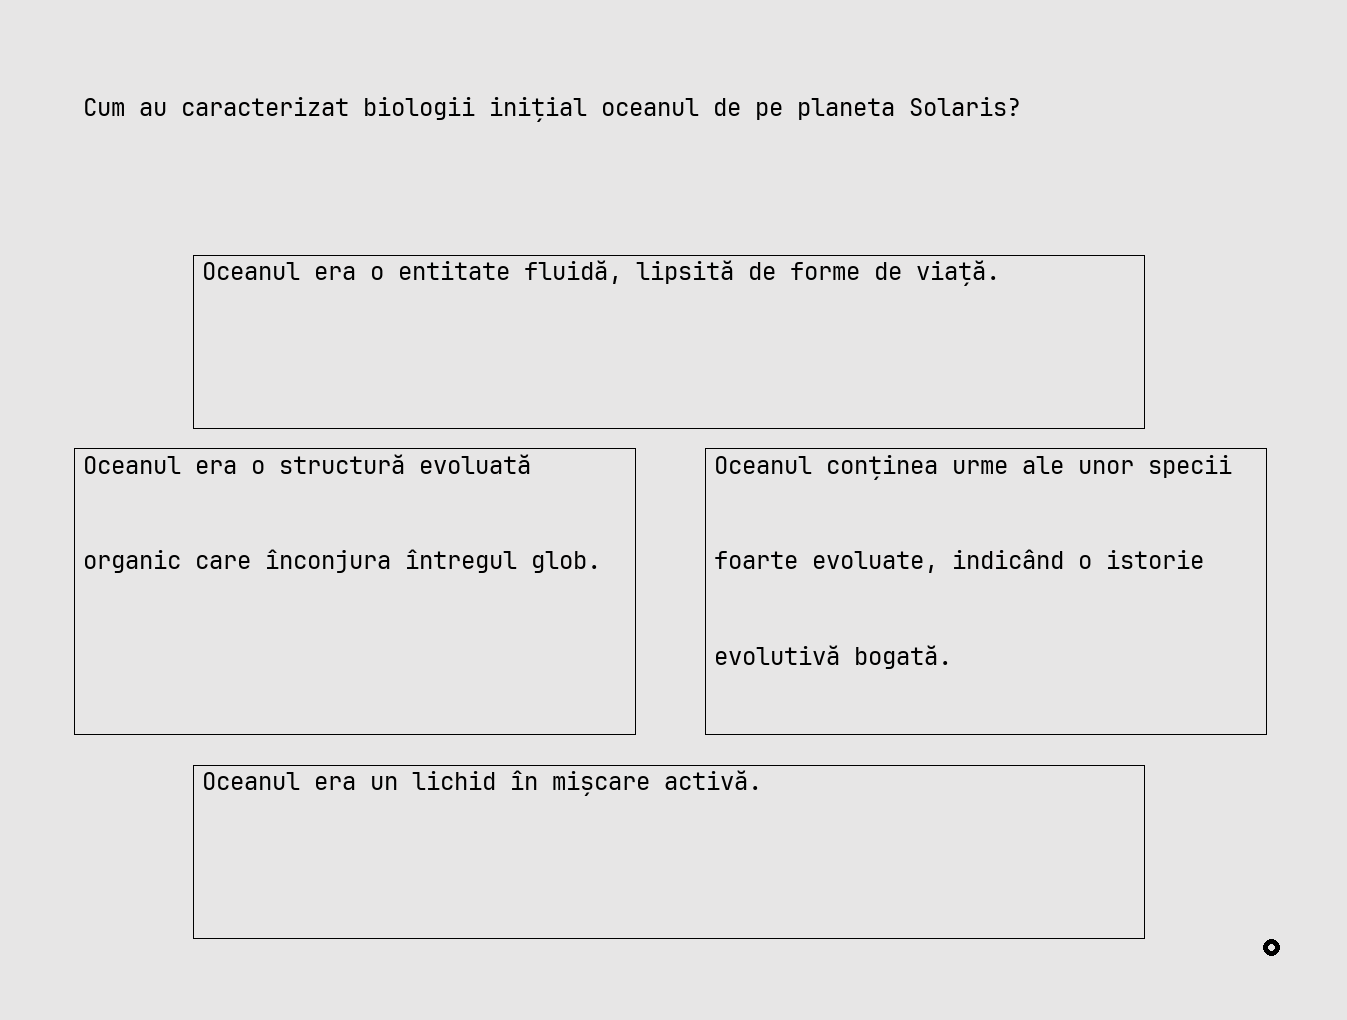 Cum au caracterizat biologii inițial oceanul de pe planeta Solaris?
Oceanul era o entitate fluidă, lipsită de forme de viață.
Oceanul era o structură evoluată
organic care înconjura întregul glob.
Oceanul conținea urme ale unor specii
foarte evoluate, indicând o istorie
evolutivă bogată.
Oceanul era un lichid în mișcare activă.